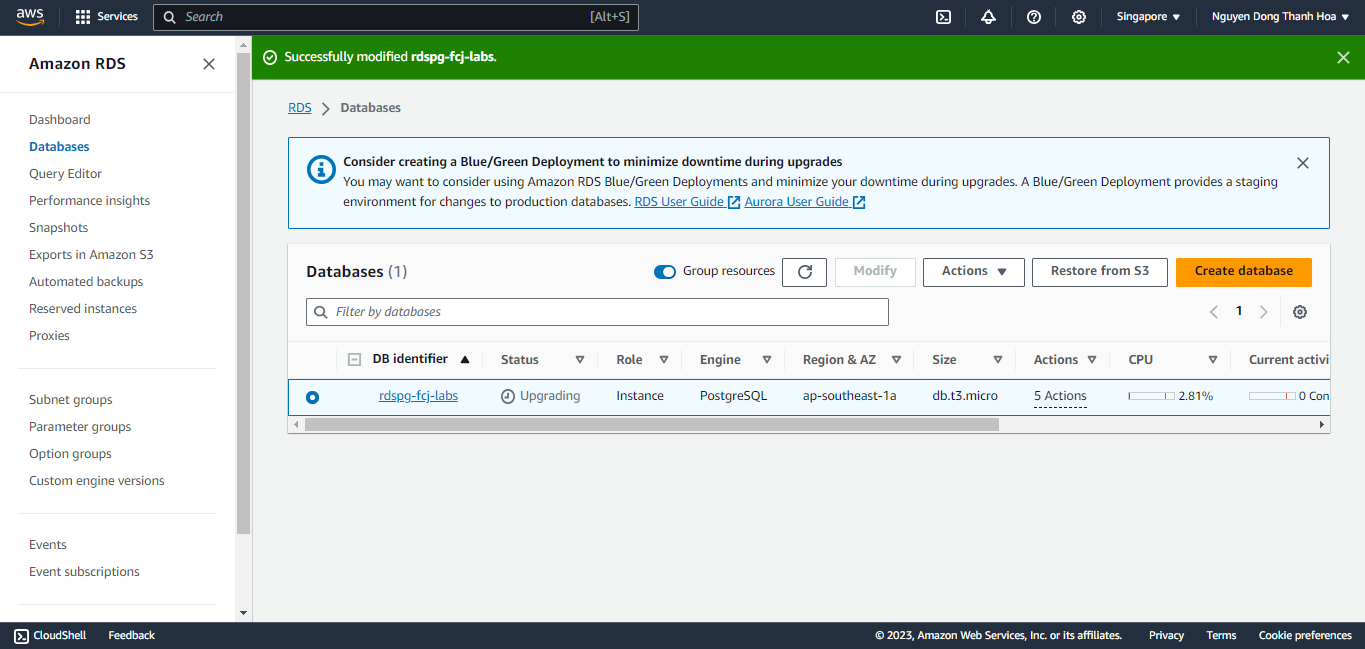 aws
Services
Search
[Alt+S]
Singapore
Nguyen Dong Thanh Hoa
Amazon RDS
Dashboard
Databases
Query Editor
Performance insights
Snapshots
Exports in Amazon S3
Automated backups
Reserved instances
Proxies
Subnet groups
Parameter groups
Option groups
Custom engine versions
Events
Event subscriptions
Successfully modified rdspg-fcj-labs.
RDS
Databases
Consider creating a Blue/Green Deployment to minimize downtime during upgrades
You may want to consider using Amazon RDS Blue/Green Deployments and minimize your downtime during upgrades. A Blue/Green Deployment provides a staging
environment for changes to production databases. RDS User Guide Aurora User Guide
Databases (1)
Group resources
Modify
Actions
Restore from S3
Create database
Filter by databases
1
DB identifier
Status
Role
Engine
Region & AZ
Size
Actions
CPU
Current activi
rdspg-fcj-labs
Upgrading
Instance
PostgreSQL
ap-southeast-1a
db.t3.micro
5 Actions
2.81%
0 Con
CloudShell
Feedback
© 2023, Amazon Web Services, Inc. or its affiliates.
Privacy
Terms
Cookie preferences